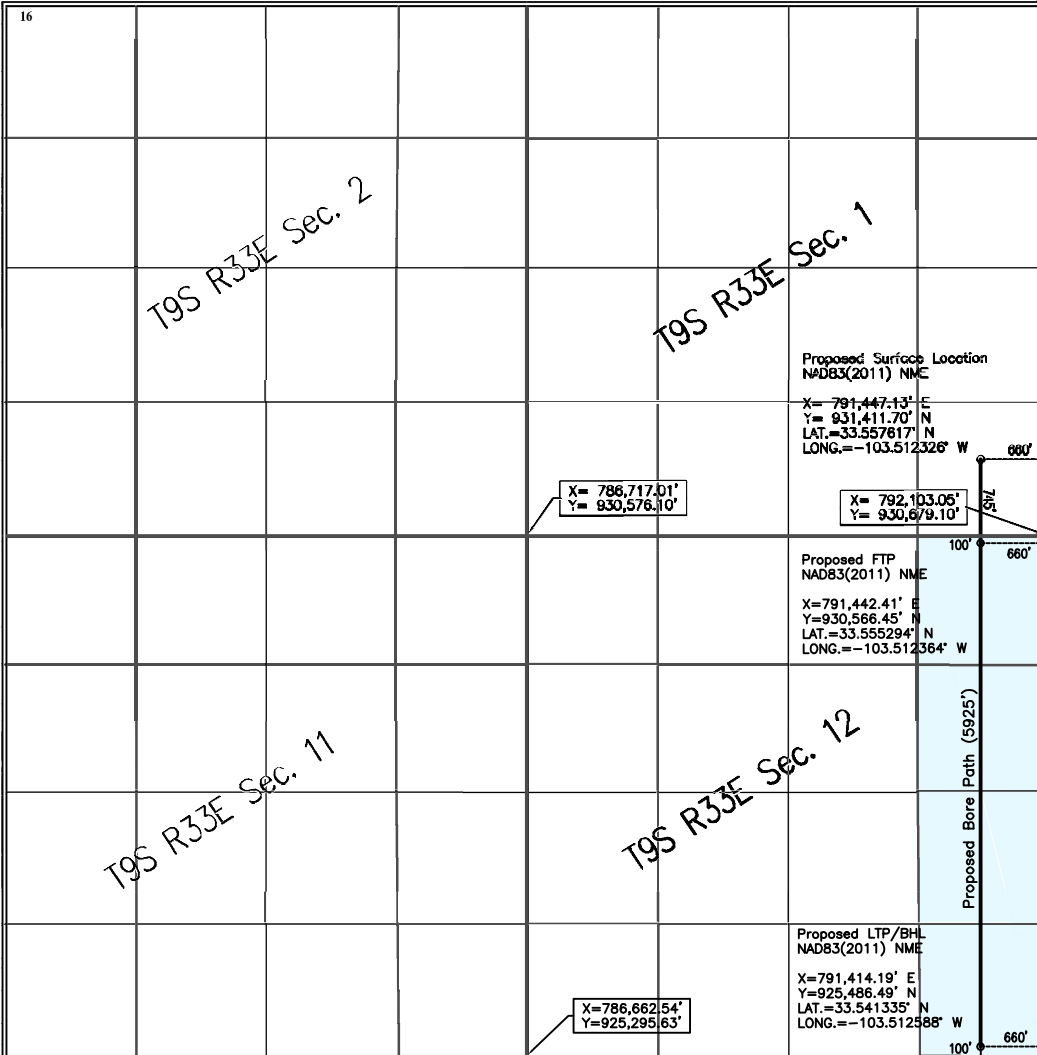 16
T9S R33E Sec. 2
T9S R33E Sec. 1
Proposed Surface Location
NAD83(2011) NME
X= 791,447.13' E
Y= 931,411.70' N
LAT.=33.557617° N
LONG.=-103.512326° W
660'
745'
X= 786,717.01'
Y= 930,576.10'
X= 792,103.05'
Y= 930,679.10'
100'
660'
Proposed FTP
NAD83(2011) NME
X=791,442.41' E
Y=930,566.45' N
LAT.=33.555294° N
LONG.=-103.512364° W
Proposed Bore Path (5925')
T9S R33E Sec. 11
T9S R33E Sec. 12
Proposed LTP/BHL
NAD83(2011) NME
X=791,414.19' E
Y=925,486.49' N
LAT.=33.541335° N
LONG.=-103.512588° W
X=786,662.54'
Y=925,295.63'
100'
660'